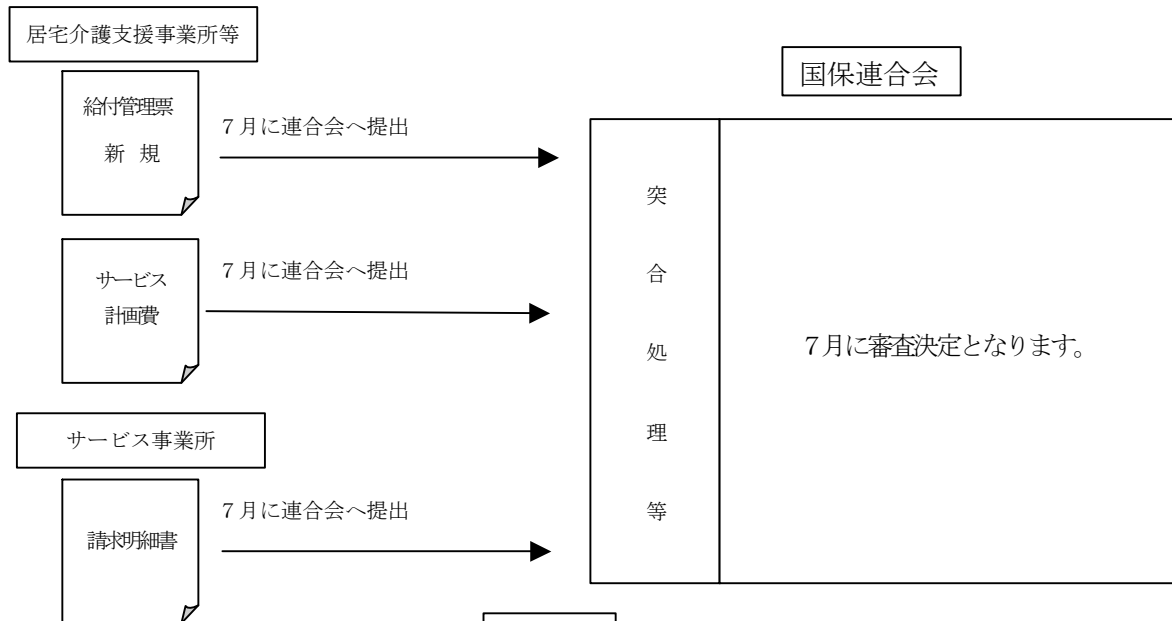 居宅介護支援事業所等
国保連合会
給付管理票
新 規
7月に連合会へ提出
サービス
計画費
7月に連合会へ提出
サービス事業所
請求明細書
7月に連合会へ提出
突合処理等
7月に審査決定となります。